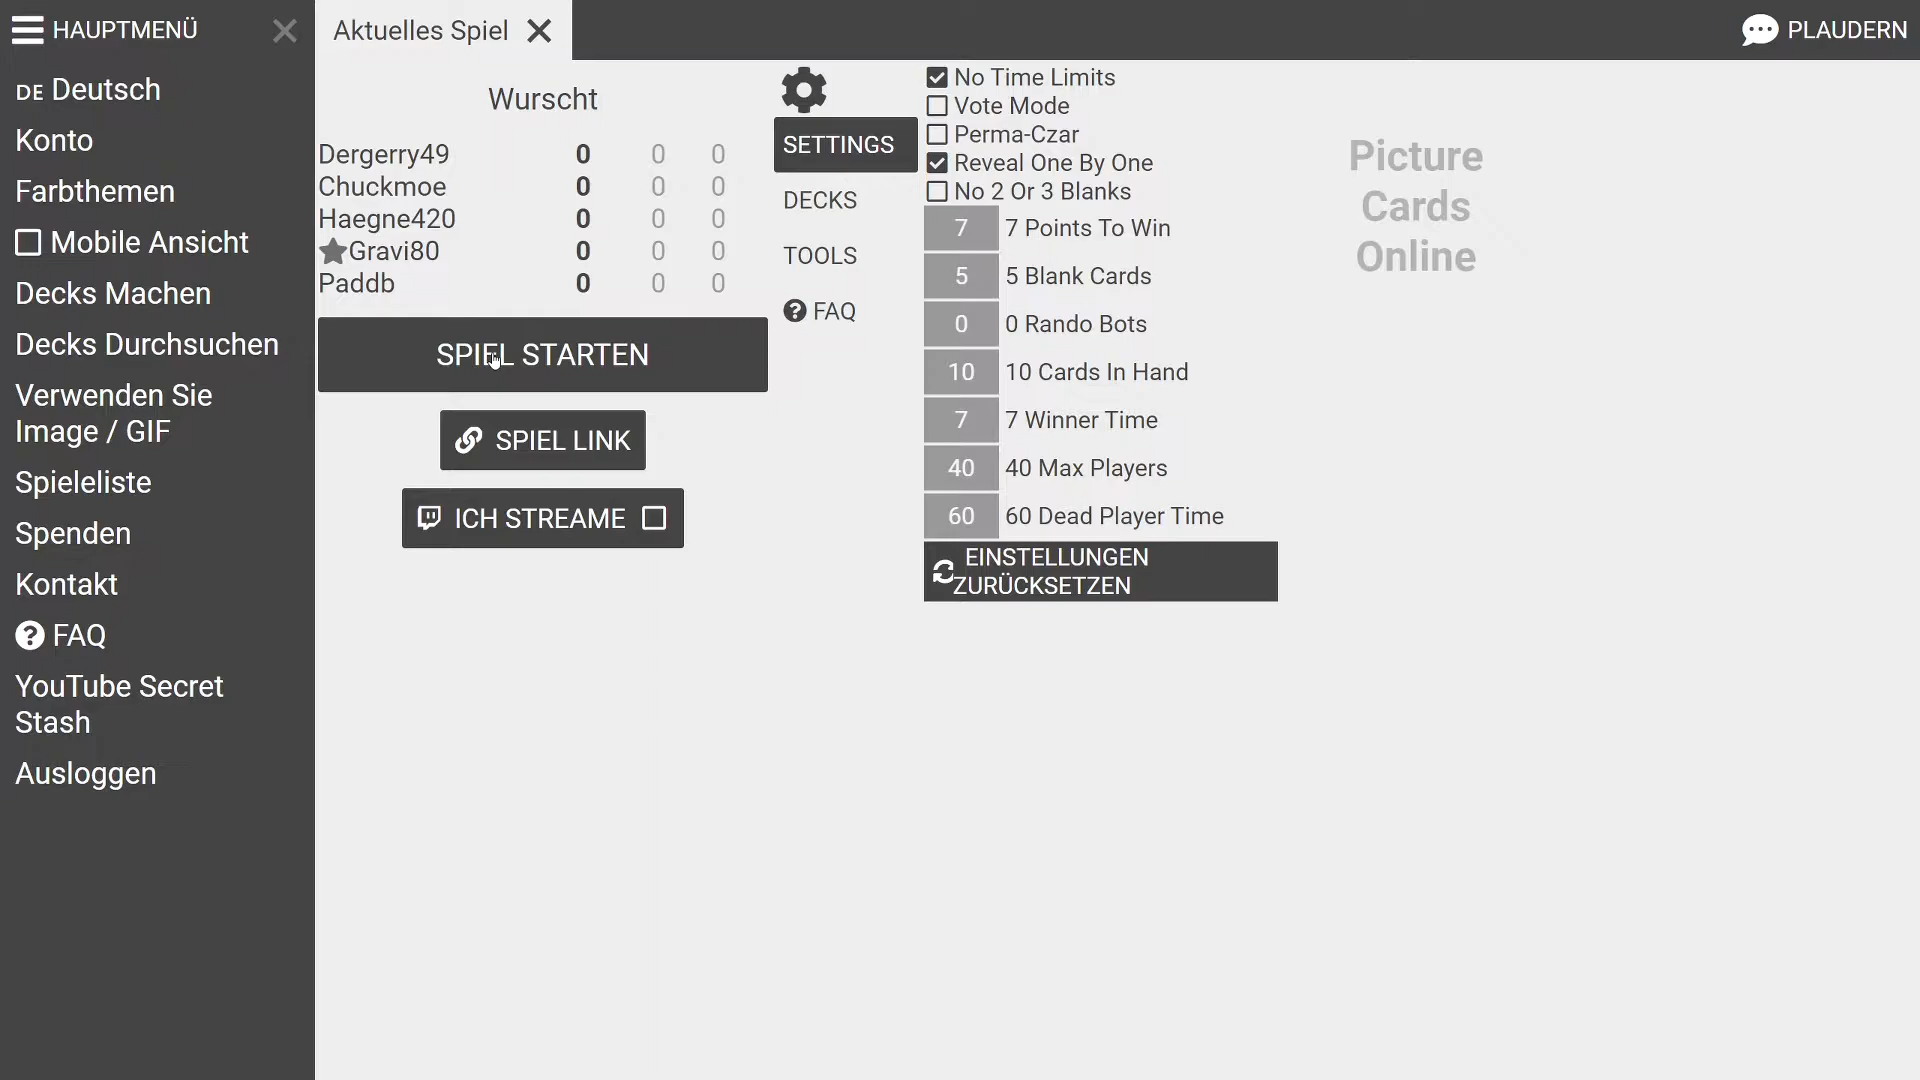 HAUPTMENÜ
DE Deutsch
Konto
Farbthemen
Mobile Ansicht
Decks Machen
Decks Durchsuchen
Verwenden Sie
Image / GIF
Spieleliste
Spenden
Kontakt
FAQ
YouTube Secret
Stash
Ausloggen
Aktuelles Spiel
PLAUDERN
Wurscht
Dergerry49 0 0 0
Chuckmoe 0 0 0
Haegne420 0 0 0
Gravi80 0 0 0
Paddb 0 0 0
SPIEL STARTEN
SPIEL LINK
ICH STREAME
SETTINGS
DECKS
TOOLS
FAQ
No Time Limits
Vote Mode
Perma-Czar
Reveal One By One
No 2 Or 3 Blanks
7 7 Points To Win
5 5 Blank Cards
0 0 Rando Bots
10 10 Cards In Hand
7 7 Winner Time
40 40 Max Players
60 60 Dead Player Time
EINSTELLUNGEN
ZURÜCKSETZEN
Picture
Cards
Online